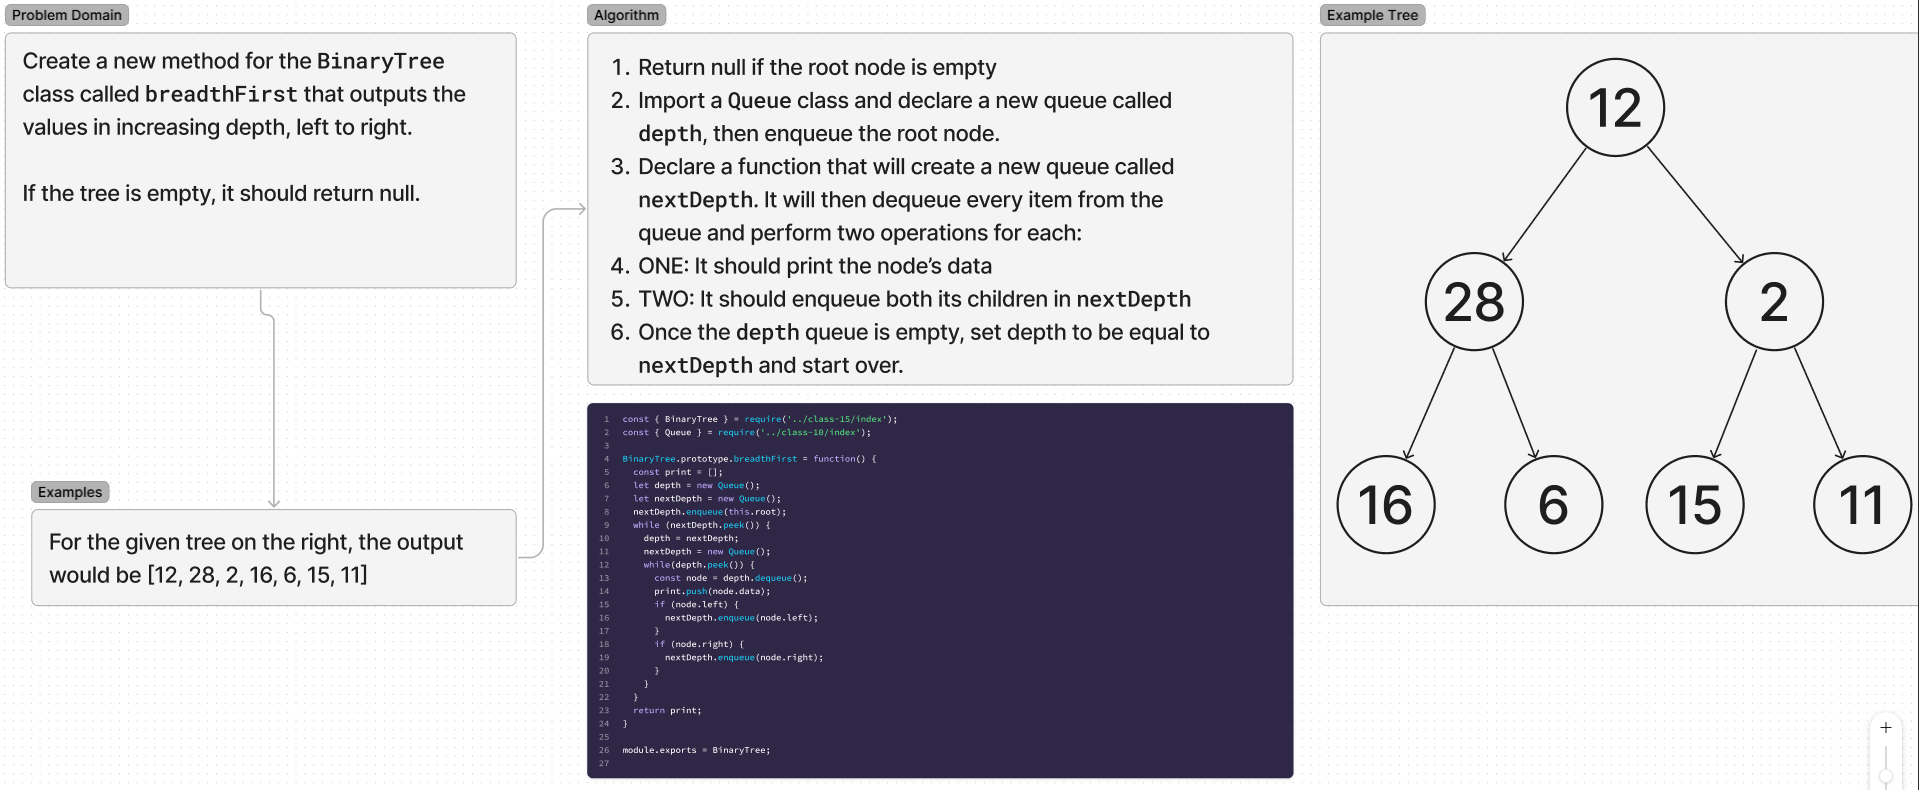 Problem Domain
Create a new method for the BinaryTree
class called breadthFirst that outputs the
values in increasing depth, left to right.
If the tree is empty, it should return null.
Examples
For the given tree on the right, the output
would be [12, 28, 2, 16, 6, 15, 11]
Algorithm
1. Return null if the root node is empty
2. Import a Queue class and declare a new queue called
depth, then enqueue the root node.
3. Declare a function that will create a new queue called
nextDepth. It will then dequeue every item from the
queue and perform two operations for each:
4. ONE: It should print the node’s data
5. TWO: It should enqueue both its children in nextDepth
6. Once the depth queue is empty, set depth to be equal to
nextDepth and start over.
1 const { BinaryTree } = require('../class-15/index');
2 const { Queue } = require('../class-10/index');
3
4 BinaryTree.prototype.breadthFirst = function() {
5 const print = [];
6 let depth = new Queue();
7 let nextDepth = new Queue();
8 nextDepth.enqueue(this.root);
9 while (nextDepth.peek()) {
10 depth = nextDepth;
11 nextDepth = new Queue();
12 while(depth.peek()) {
13 const node = depth.dequeue();
14 print.push(node.data);
15 if (node.left) {
16 nextDepth.enqueue(node.left);
17 }
18 if (node.right) {
19 nextDepth.enqueue(node.right);
20 }
21 }
22 }
23 return print;
24 }
25
26 module.exports = BinaryTree;
27
Example Tree
12
28 2
16 6 15 11
+